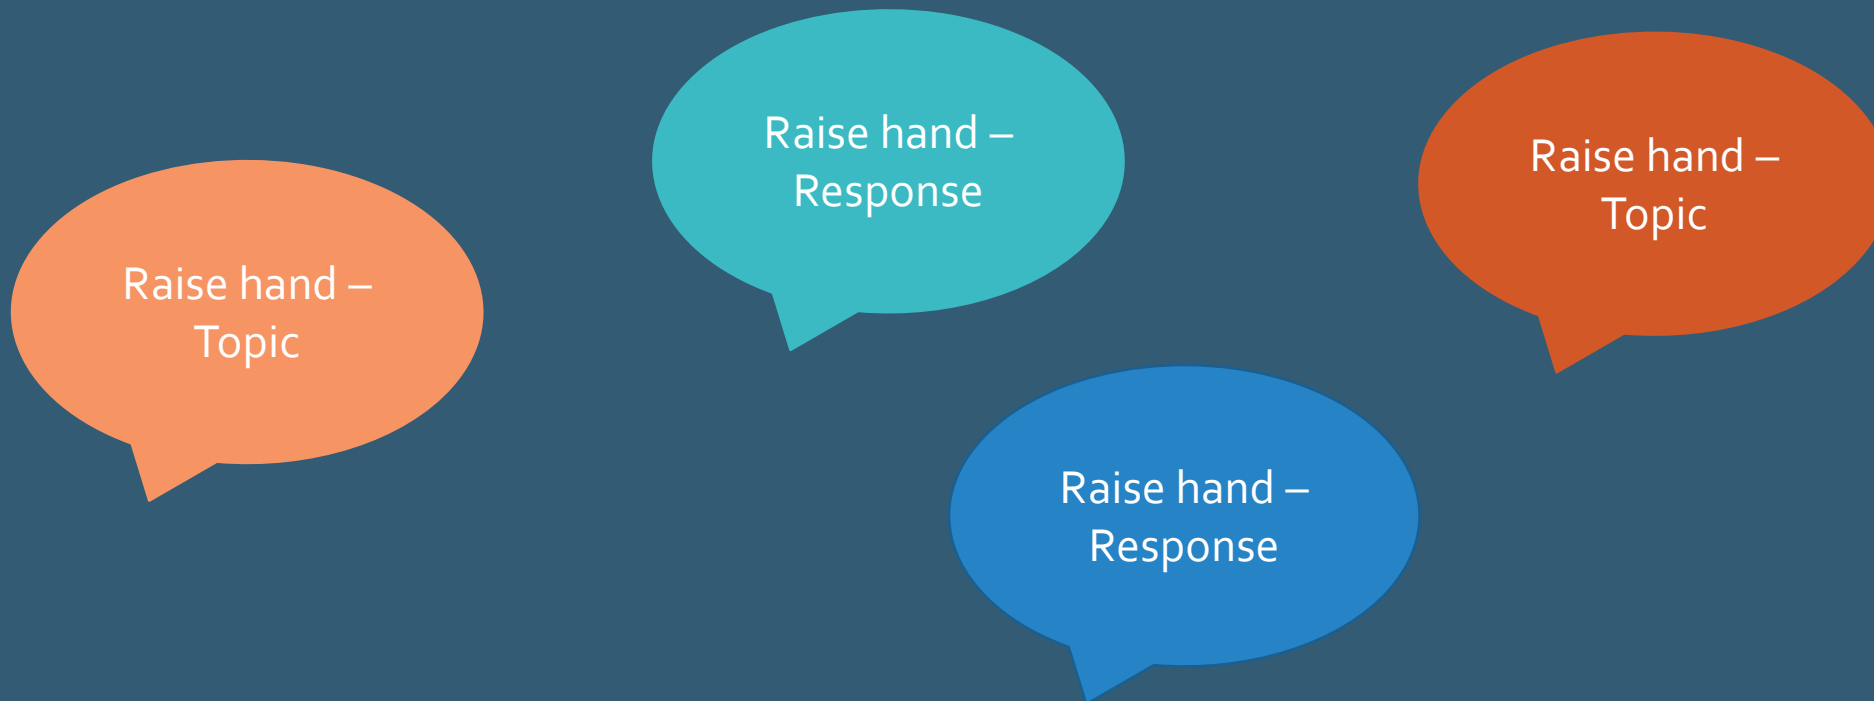 Raise hand –
Topic
Raise hand –
Response
Raise hand –
Response
Raise hand –
Topic